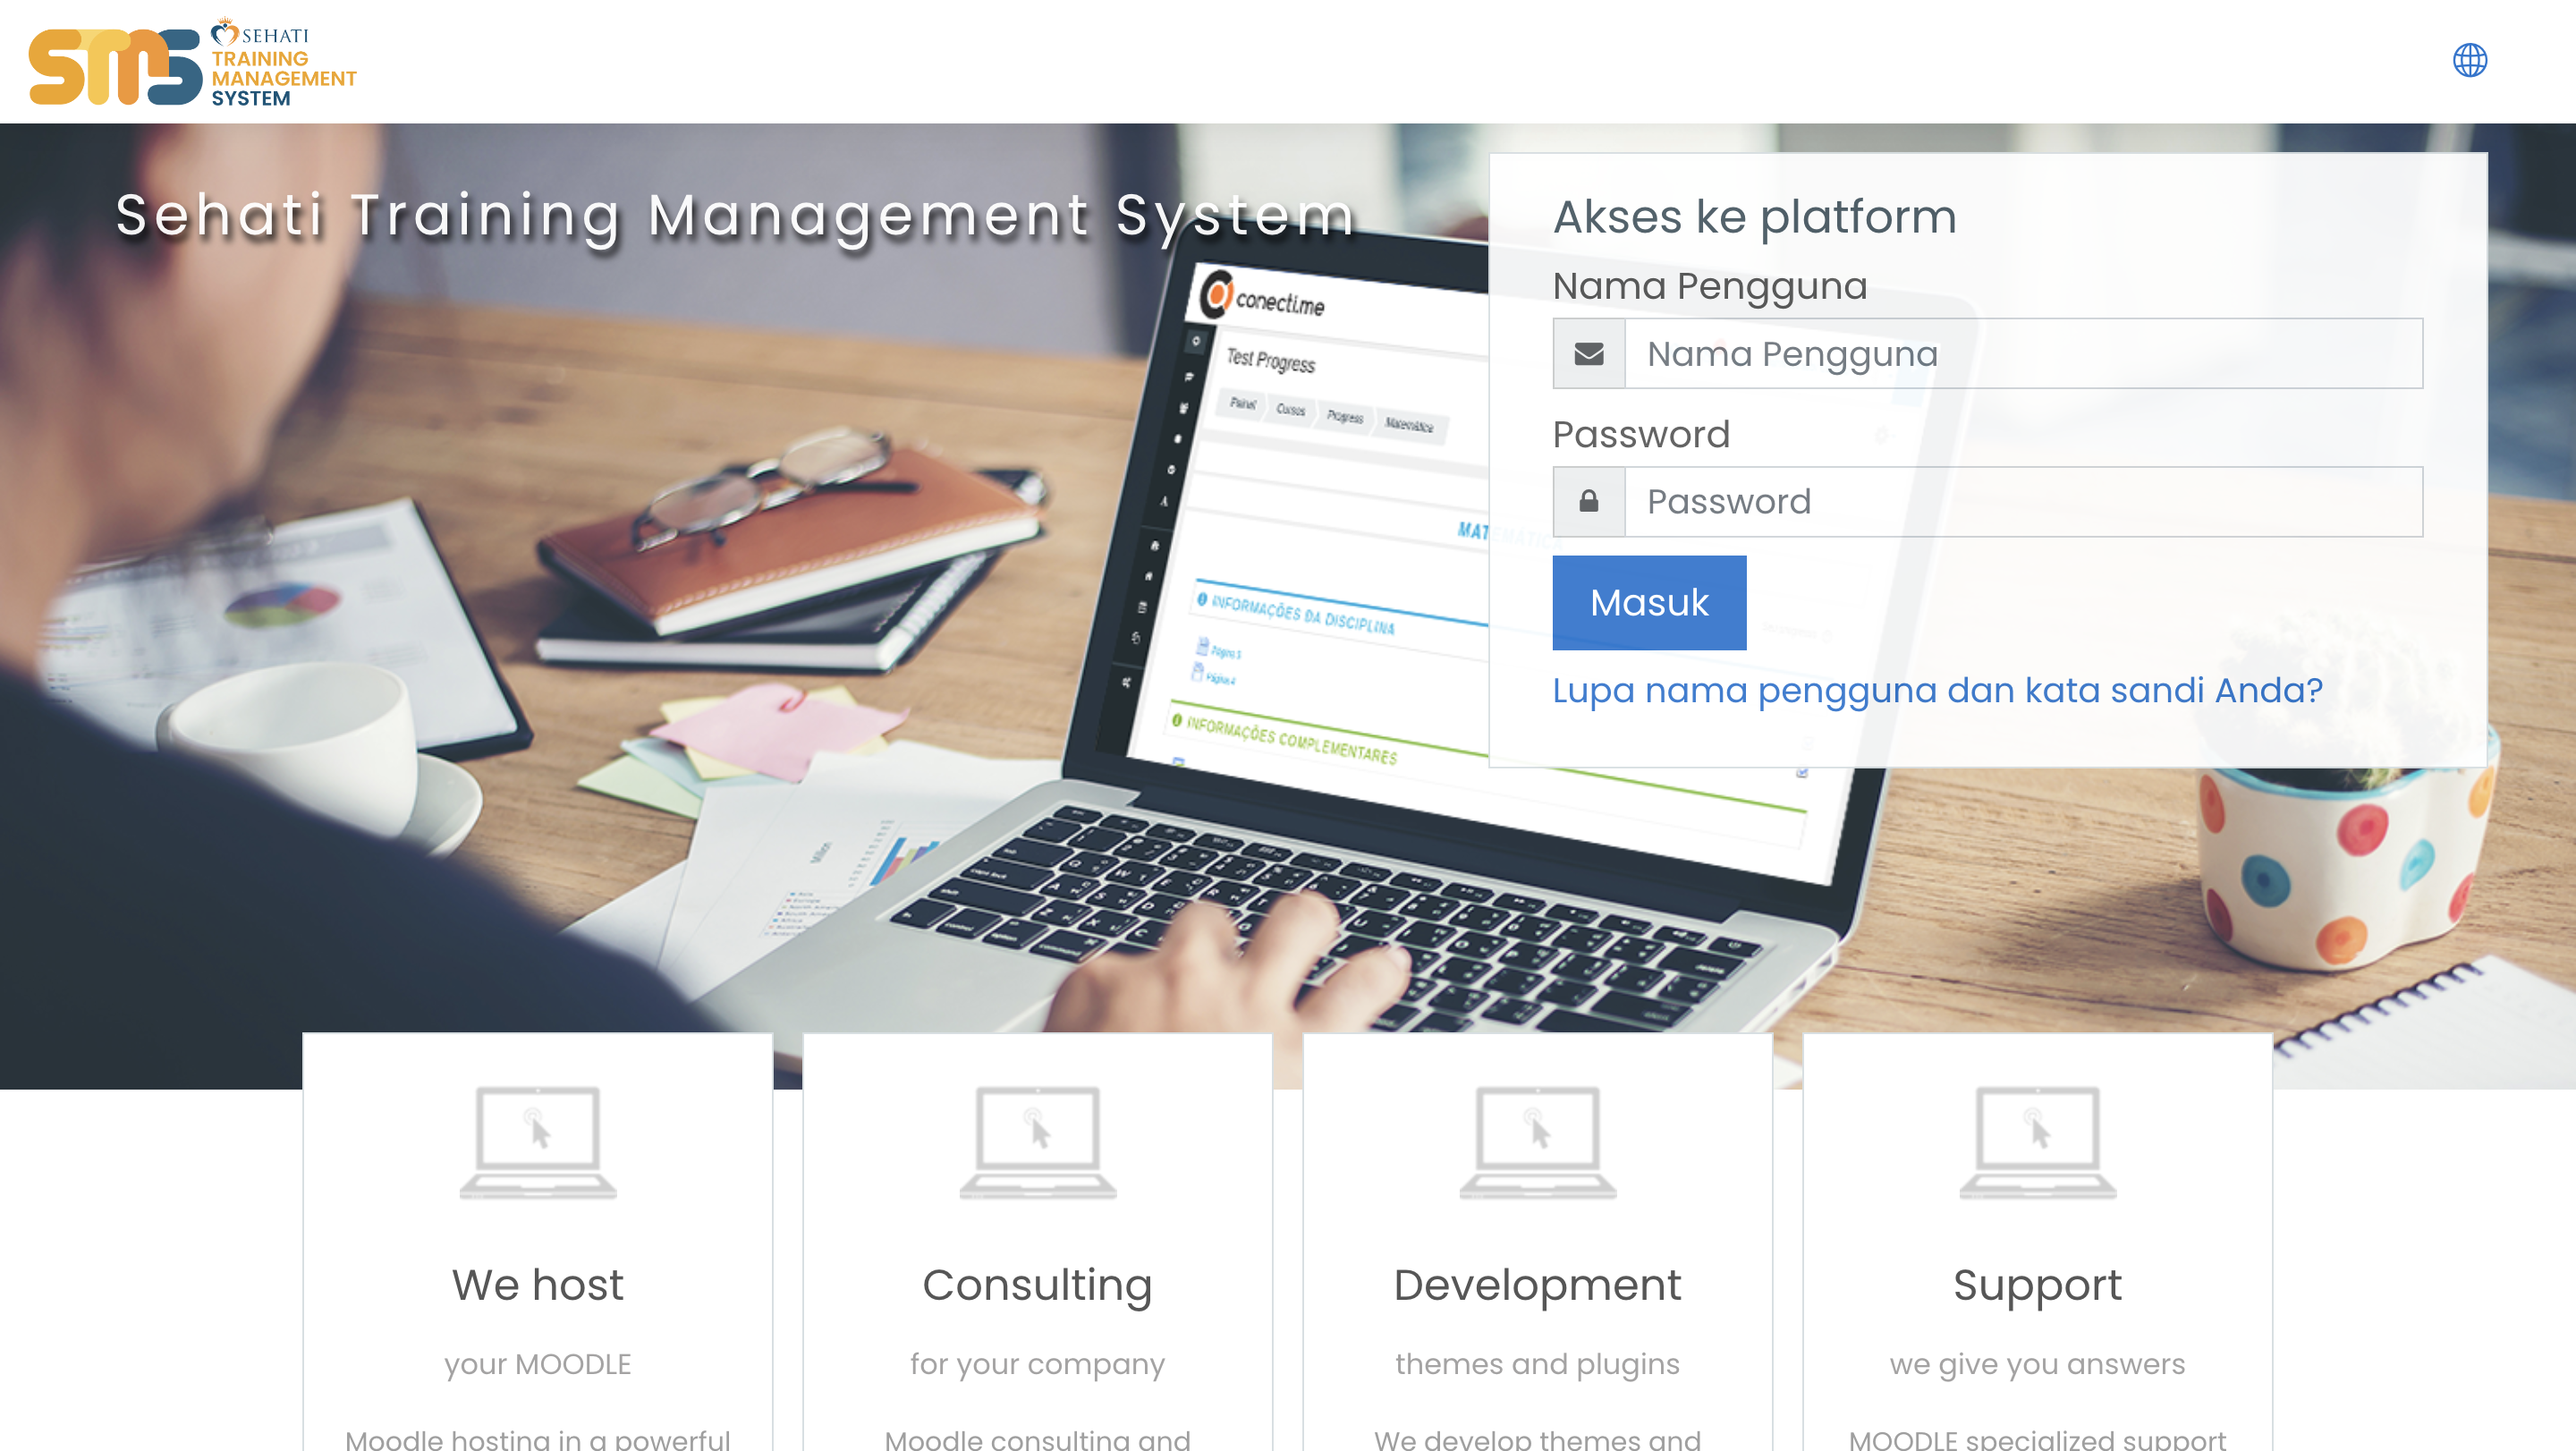 SEHATI
TRAINING
MANAGEMENT
SYSTEM
Sehati Training Management System
Akses ke platform
Nama Pengguna
Nama Pengguna
Password
Password
Masuk
Lupa nama pengguna dan kata sandi Anda?
conecti.me
Test Progress
Painel
Cursos
Progress
Matemática
INFORMAÇÕES DA DISCIPLINA
INFORMAÇÕES COMPLEMENTARES
We host
your MOODLE
Moodle hosting in a powerful
Consulting
for your company
Moodle consulting and
Development
themes and plugins
We develop themes and
Support
we give you answers
MOODLE specialized support